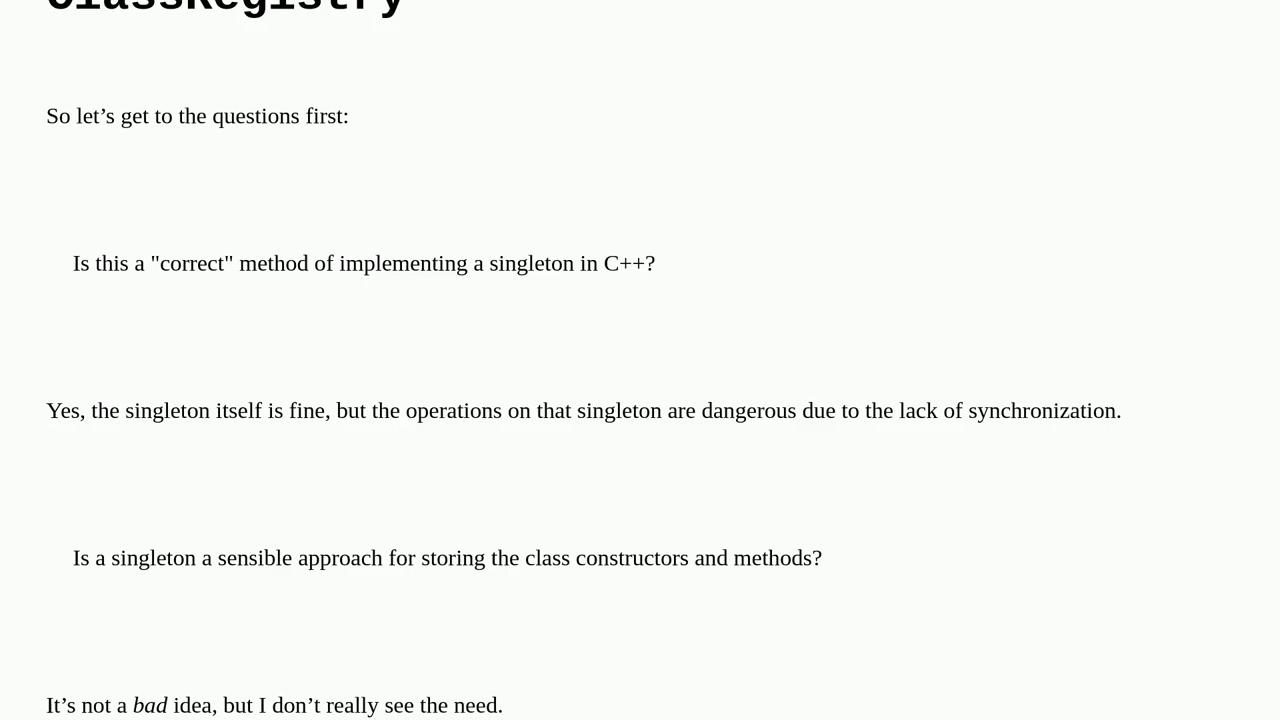 ClassRegistry
So let’s get to the questions first:
Is this a "correct" method of implementing a singleton in C++?
Yes, the singleton itself is fine, but the operations on that singleton are dangerous due to the lack of synchronization.
Is a singleton a sensible approach for storing the class constructors and methods?
It’s not a bad idea, but I don’t really see the need.